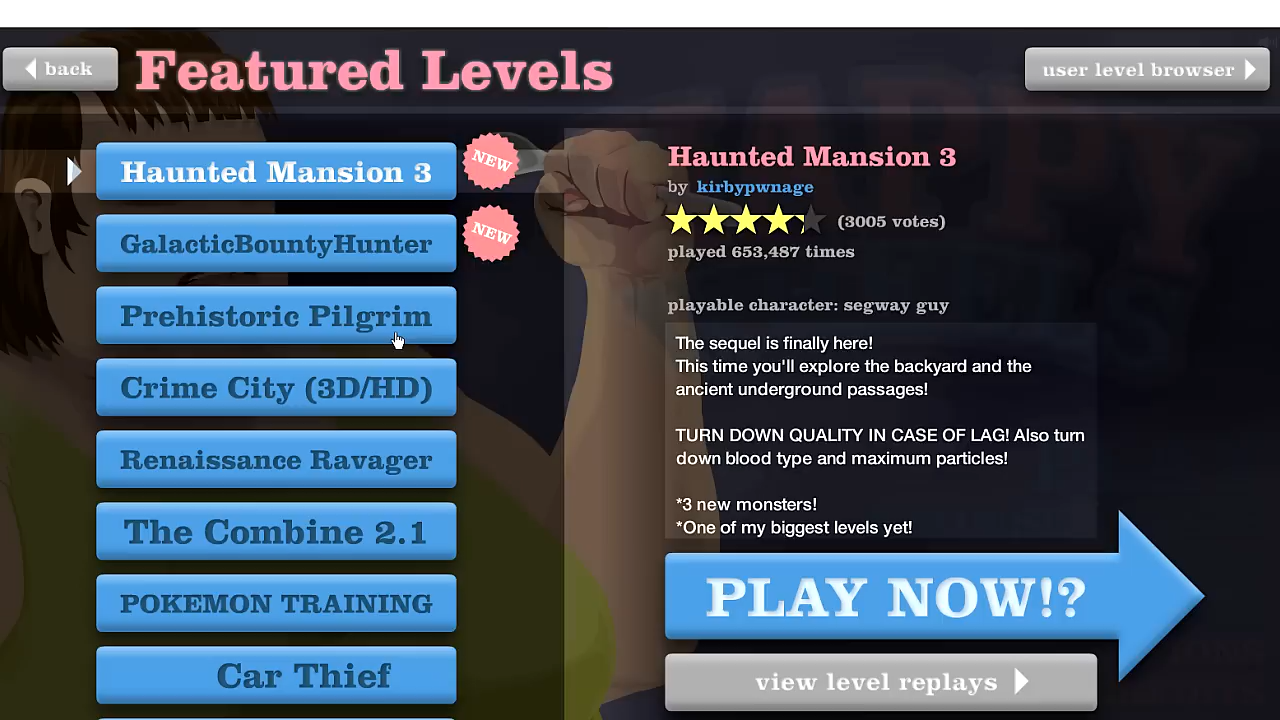 back
Featured Levels
user level browser
Haunted Mansion 3
NEW
GalacticBountyHunter
NEW
Prehistoric Pilgrim
Crime City (3D/HD)
Renaissance Ravager
The Combine 2.1
POKEMON TRAINING
Car Thief
Haunted Mansion 3
by kirbypwnage
(3005 votes)
played 653,487 times
playable character: segway guy
The sequel is finally here!
This time you'll explore the backyard and the
ancient underground passages!
TURN DOWN QUALITY IN CASE OF LAG! Also turn
down blood type and maximum particles!
*3 new monsters!
*One of my biggest levels yet!
PLAY NOW!?
view level replays